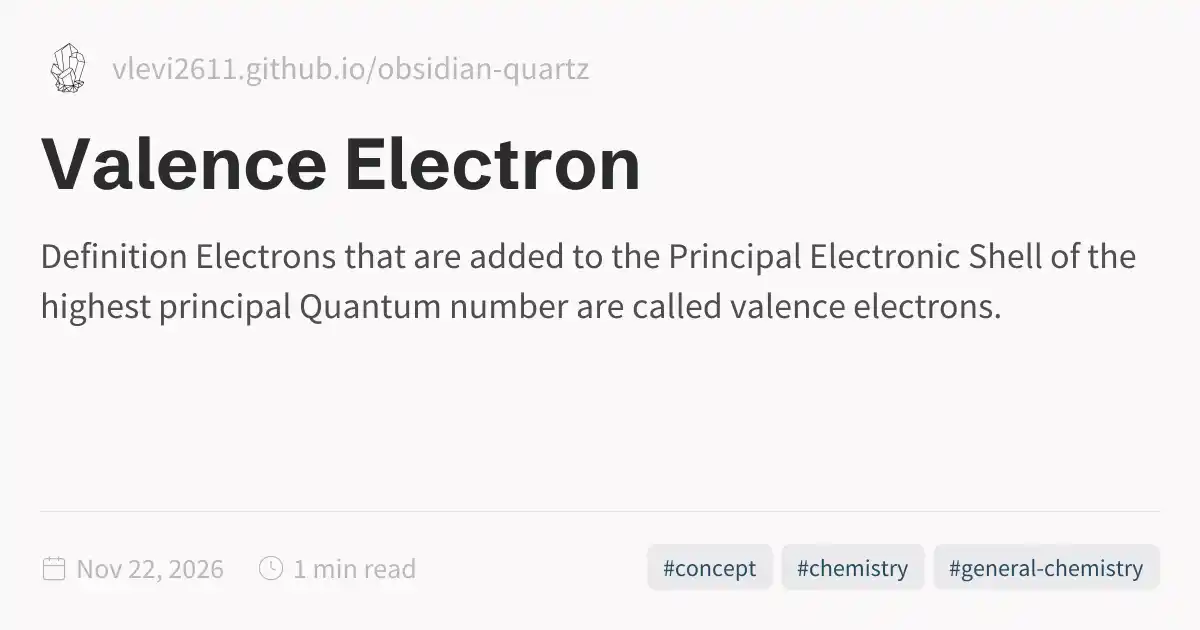 vlevi2611.github.io/obsidian-quartz
Valence Electron
Definition Electrons that are added to the Principal Electronic Shell of the
highest principal Quantum number are called valence electrons.
Nov 22, 2026 1 min read #concept #chemistry #general-chemistry